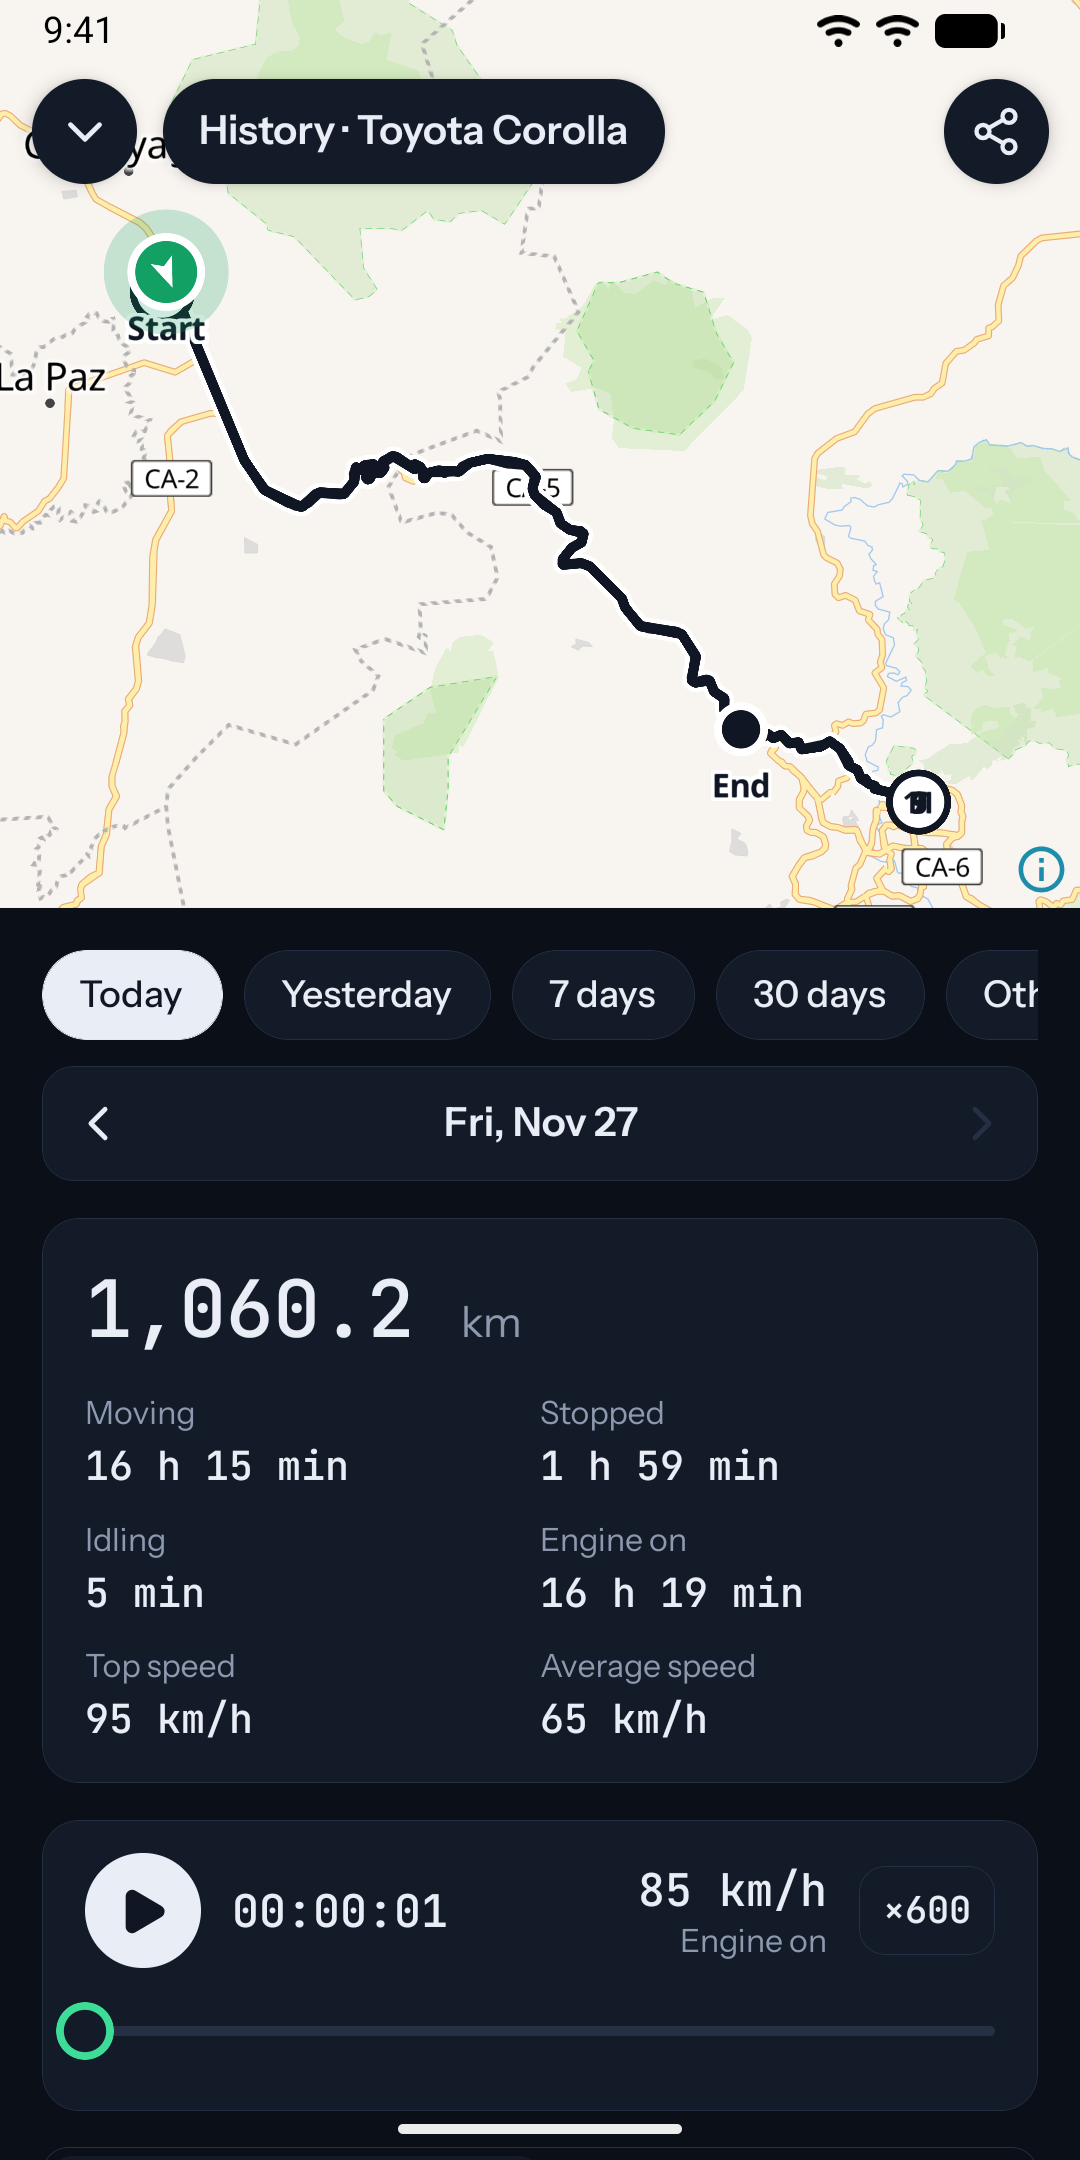 9:41
History · Toyota Corolla
Start
La Paz
CA-2
End
CA-6
Today
Yesterday
7 days
30 days
Fri, Nov 27
1,060.2 km
Moving
Stopped
16 h 15 min
1 h 59 min
Idling
Engine on
5 min
16 h 19 min
Top speed
Average speed
95 km/h
65 km/h
00:00:01
85 km/h
Engine on
×600